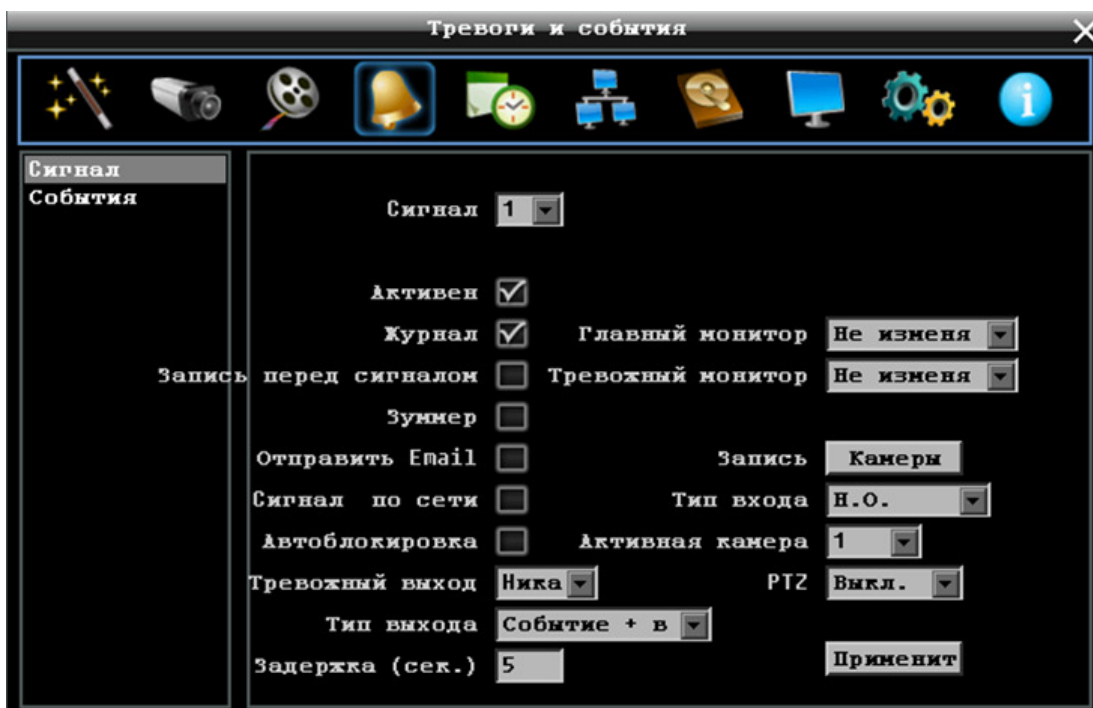 Тревоги и события
Сигнал
События
Сигнал 1
Активен
Журнал Главный монитор Не изменя
Запись перед сигналом Тревожный монитор Не изменя
Зуммер
Отправить Email Запись Камеры
Сигнал по сети Тип входа Н.О.
Автоблокировка Активная камера 1
Тревожный выход Ника PTZ Выкл.
Тип выхода Событие + в
Задержка (сек.) 5 Применит